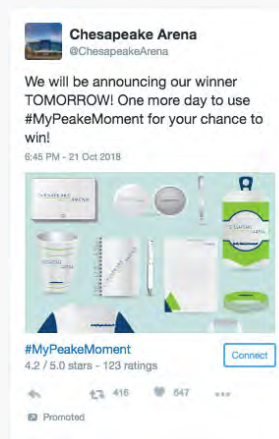 Chesapeake Arena
@ChesapeakeArena
We will be announcing our winner
TOMORROW! One more day to use
#MyPeakeMoment for your chance to
win!
6:45 PM - 21 Oct 2018
#MyPeakeMoment
Connect
4.2 / 5.0 stars - 123 ratings
416
647
Promoted